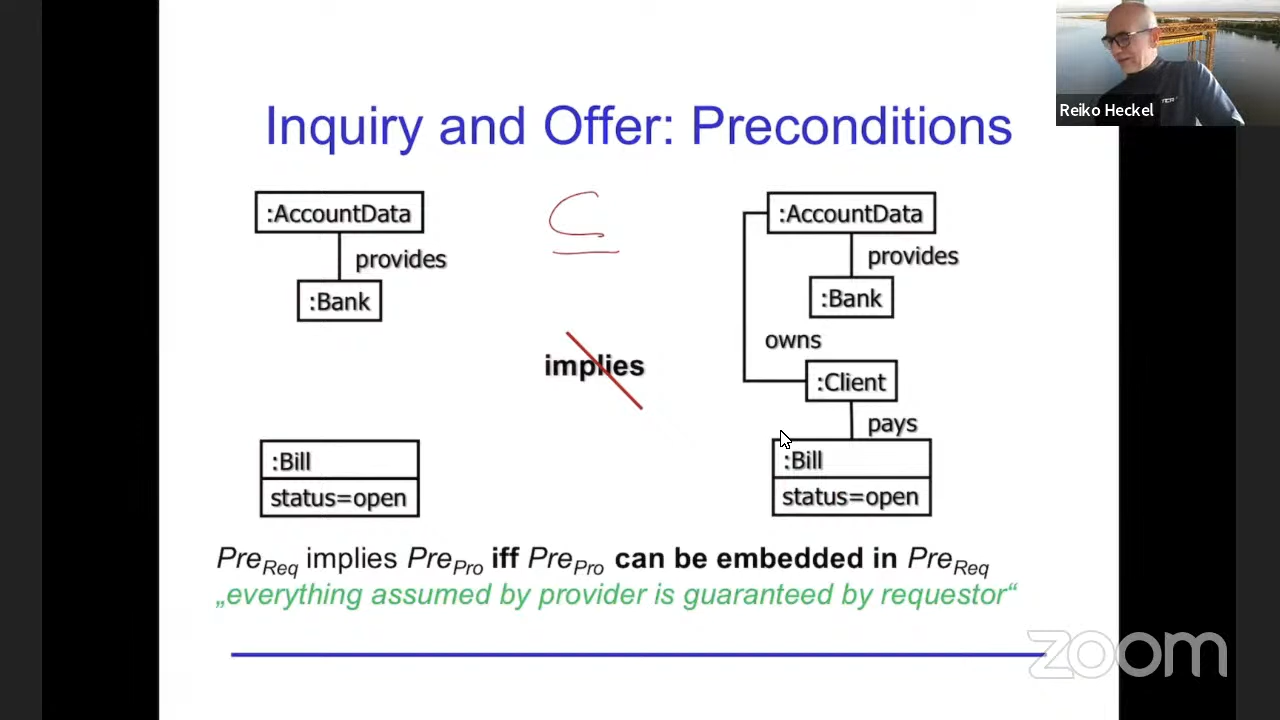 Reiko Heckel
Inquiry and Offer: Preconditions
:AccountData
provides
:Bank
:Bill
status=open
⊆
implies
:AccountData
provides
:Bank
owns
:Client
pays
:Bill
status=open
PreReq implies PrePro iff PrePro can be embedded in PreReq
„everything assumed by provider is guaranteed by requestor“
zoom